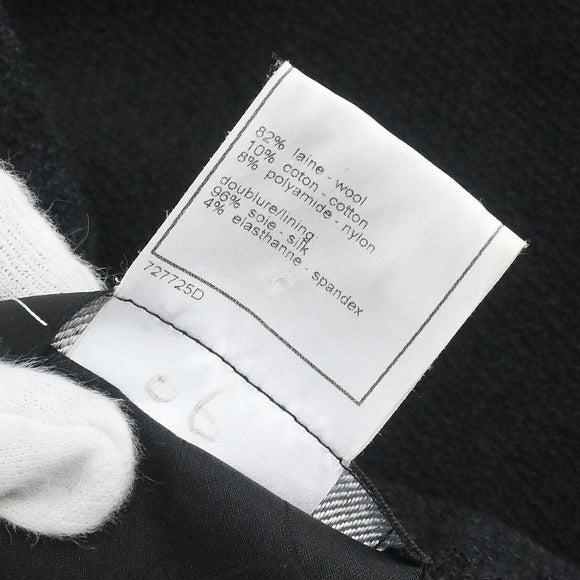 82% laine - wool
10% coton - cotton
8% polyamide - nylon
doublure/lining
96% soie - silk
4% elasthanne - spandex
727725D